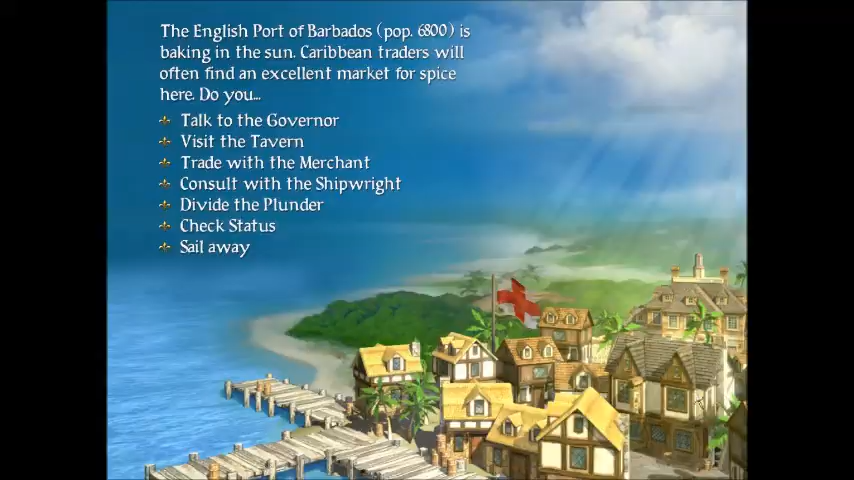 The English Port of Barbados (pop. 6800) is
baking in the sun. Caribbean traders will
often find an excellent market for spice
here. Do you...
Talk to the Governor
Visit the Tavern
Trade with the Merchant
Consult with the Shipwright
Divide the Plunder
Check Status
Sail away